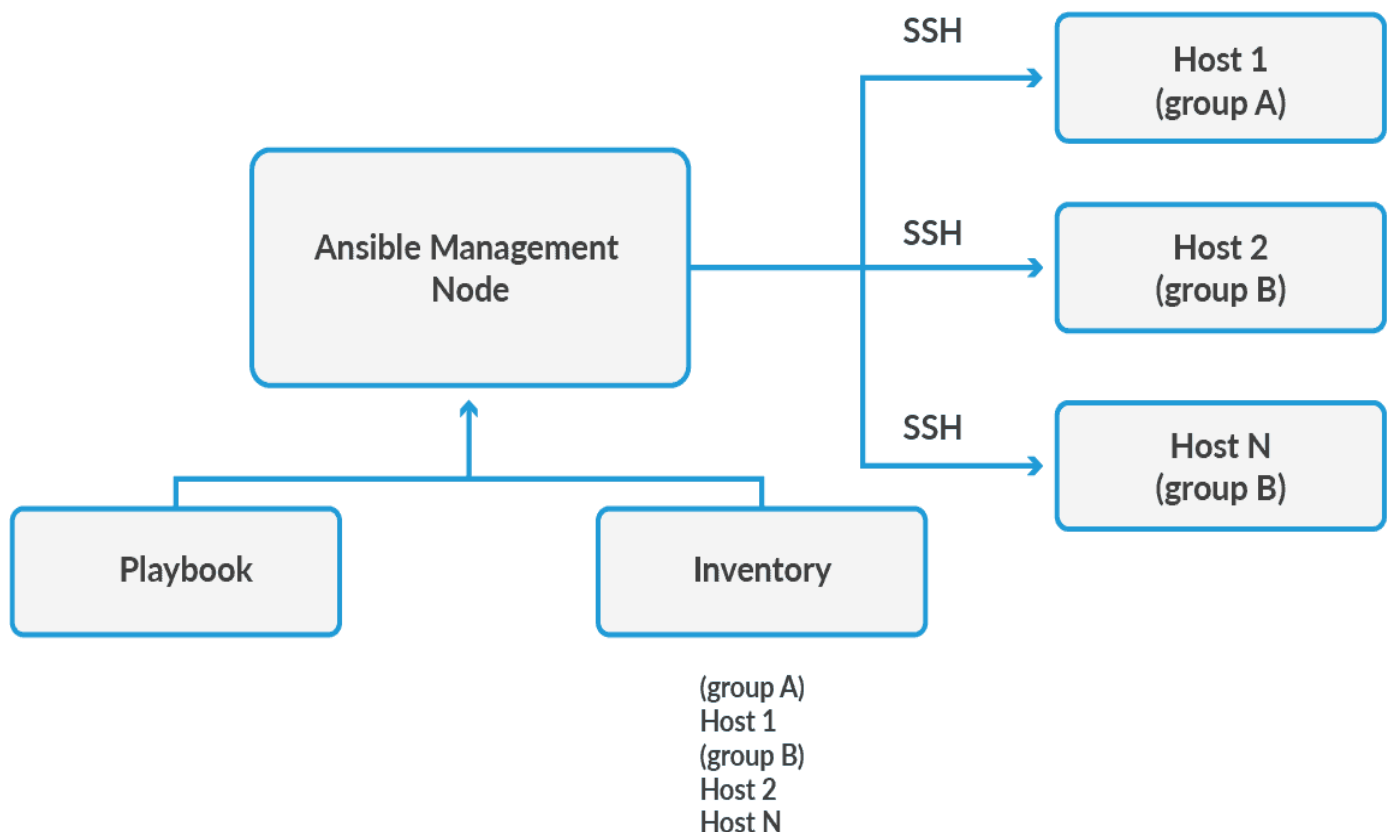 SSH
Host 1
(group A)
Ansible Management
Node
SSH
Host 2
(group B)
SSH
Host N
(group B)
Playbook
Inventory
(group A)
Host 1
(group B)
Host 2
Host N